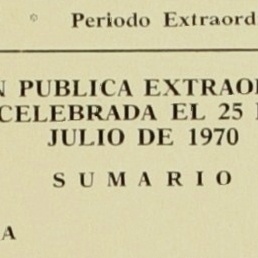 Periodo Extraord
N PUBLICA EXTRAO
CELEBRADA EL 25
JULIO DE 1970
SUMARIO
A